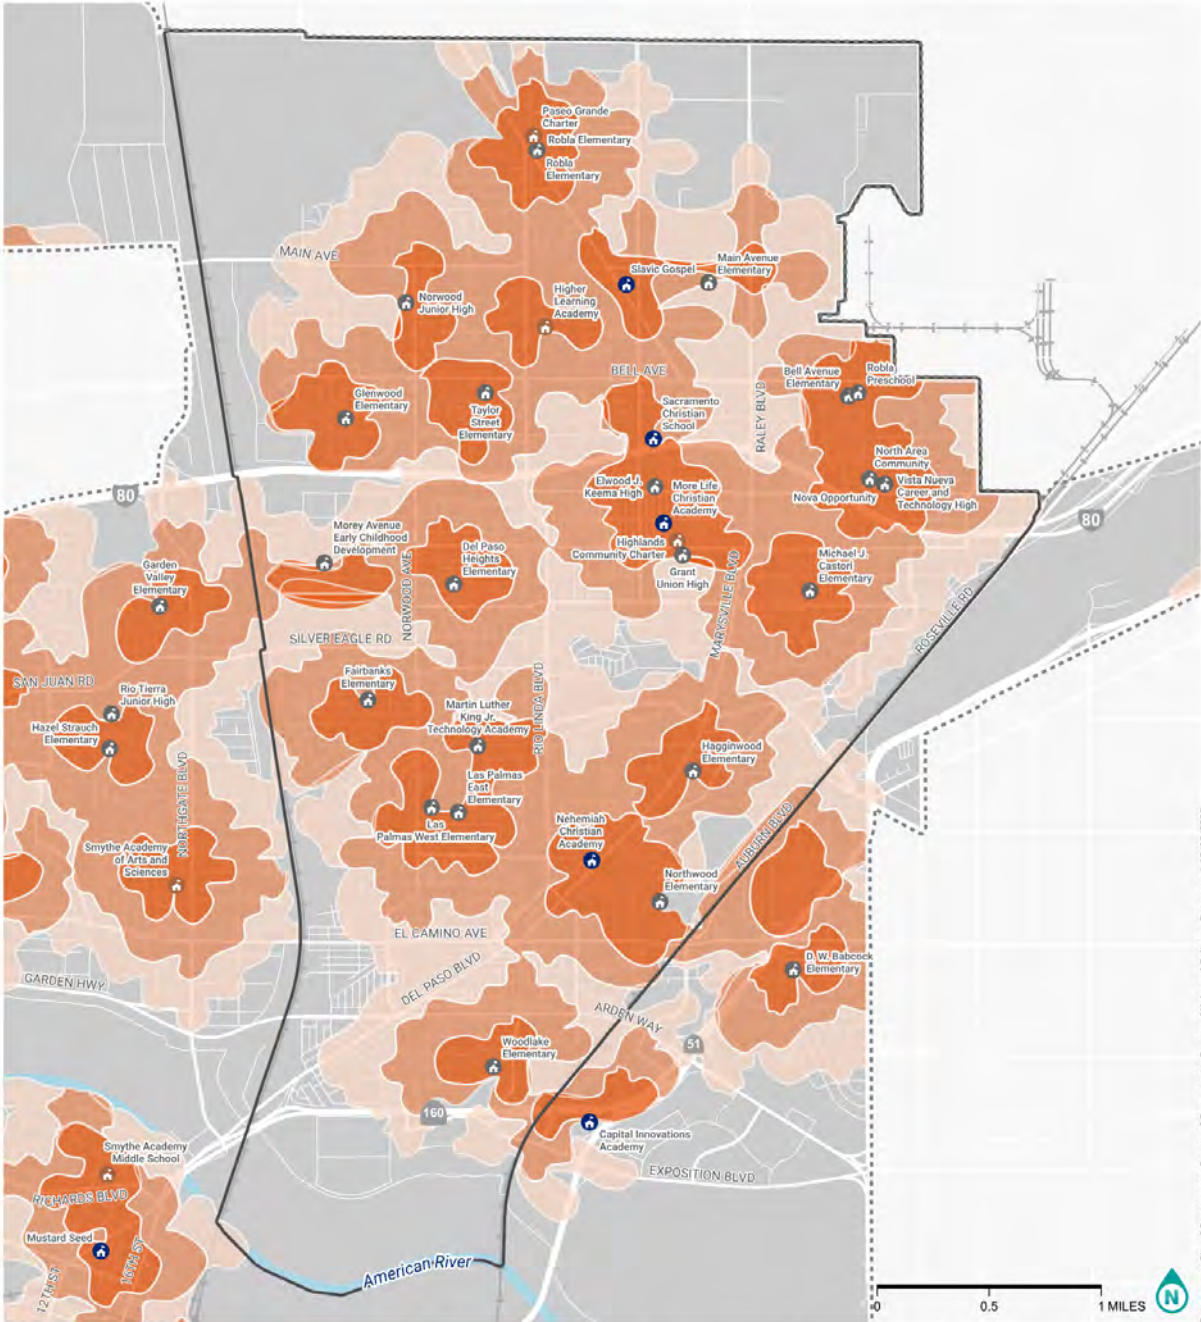 Paseo Grande
Charter
Robla Elementary
Robla
Elementary
MAIN AVE
Slavic Gospel
Main Avenue
Elementary
Norwood
Junior High
Higher
Learning
Academy
BELL AVE
Bell Avenue
Elementary
Robla
Preschool
RALEY BLVD
Glenwood
Elementary
Taylor
Street
Elementary
Sacramento
Christian
School
North Area
Community
Nova Opportunity
Vista Nueva
Career and
Technology High
80
80
Elwood J.
Keema High
More Life
Christian
Academy
Highlands
Community Charter
Grant
Union High
Morey Avenue
Early Childhood
Development
NORWOOD AVE
Del Paso
Heights
Elementary
Michael J.
Castori
Elementary
MARYSVILLE BLVD
ROSEVILLE RD
Garden
Valley
Elementary
SILVER EAGLE RD
SAN JUAN RD
Rio Tierra
Junior High
Hazel Strauch
Elementary
Fairbanks
Elementary
RIO LINDA BLVD
Martin Luther
King Jr.
Technology Academy
Hagginwood
Elementary
NORTHGATE BLVD
Las Palmas
East
Elementary
Las
Palmas West Elementary
Nehemiah
Christian
Academy
AUBURN BLVD
Smythe Academy
of Arts and
Sciences
Northwood
Elementary
EL CAMINO AVE
D. W. Babcock
Elementary
GARDEN HWY
DEL PASO BLVD
ARDEN WAY
51
Woodlake
Elementary
160
Capital Innovations
Academy
EXPOSITION BLVD
Smythe Academy
Middle School
RICHARDS BLVD
Mustard Seed
16TH ST
12TH ST
American River
0 0.5 1 MILES
N